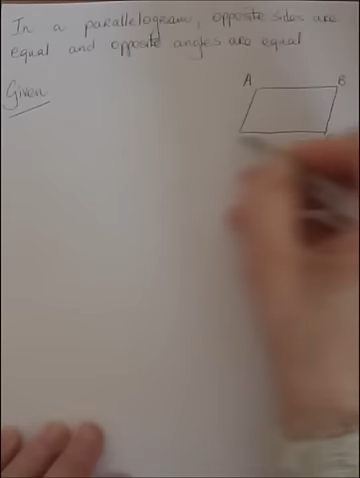 In a parallelogram, opposite sides are
equal and opposite angles are equal
Given
A B